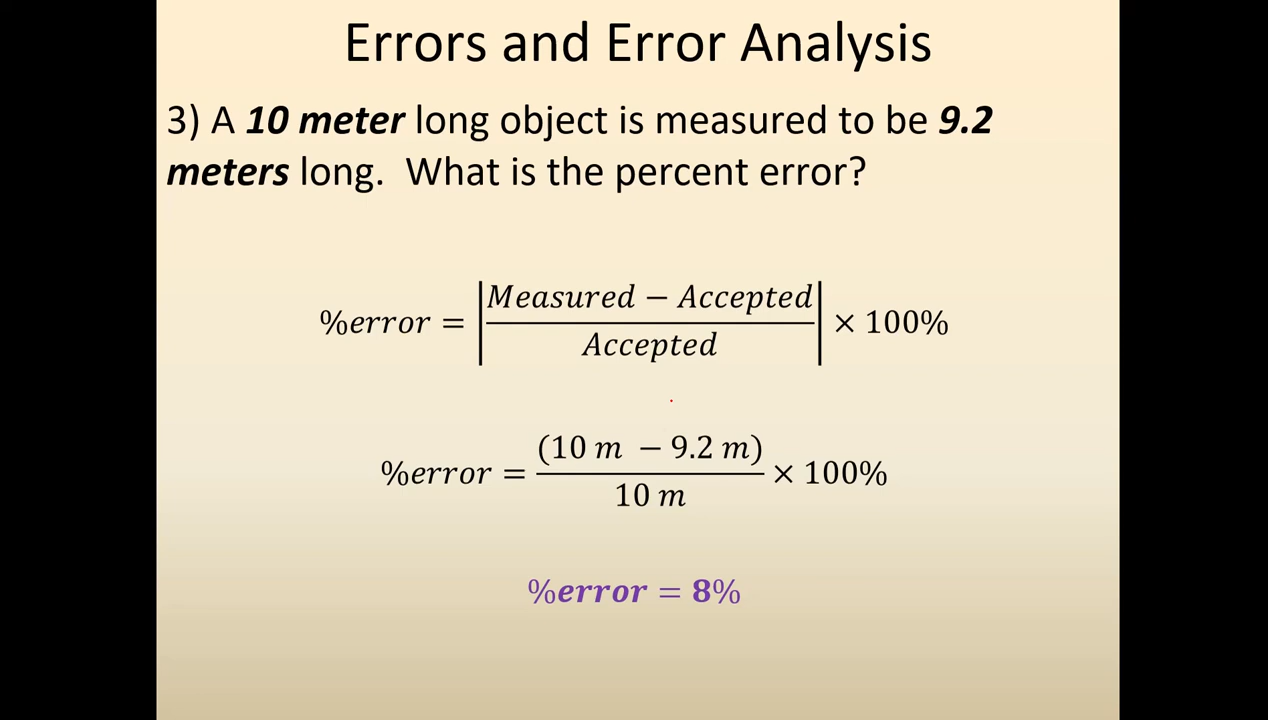 Errors and Error Analysis
3) A 10 meter long object is measured to be 9.2
meters long. What is the percent error?
%error = |(Measured − Accepted)/Accepted| × 100%
%error = (10 m − 9.2 m)/10 m × 100%
%error = 8%